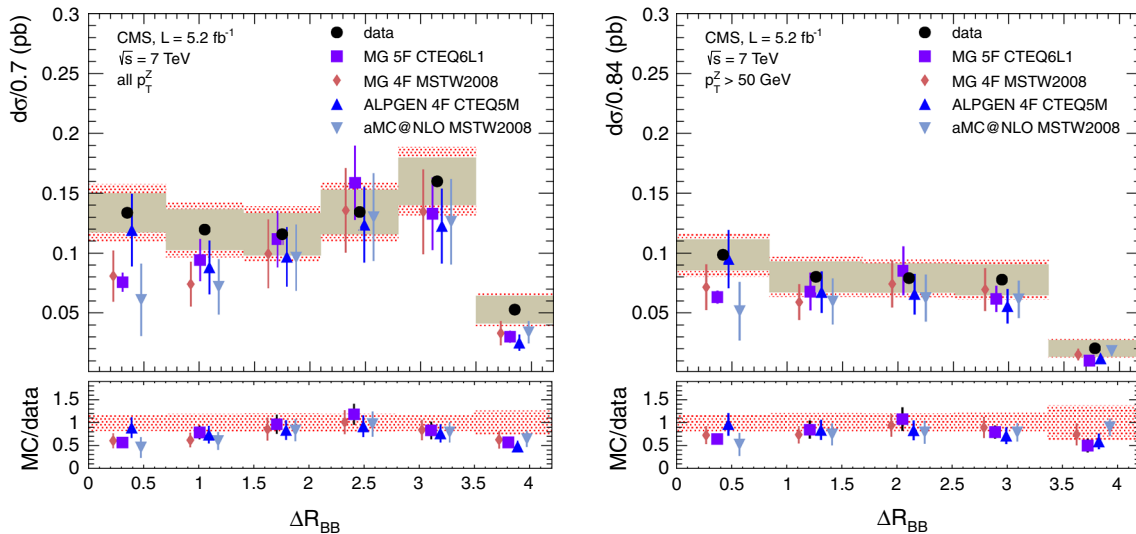 dσ/0.7 (pb)
0.3
0.25
0.2
0.15
0.1
0.05
CMS, L = 5.2 fb⁻¹
√s = 7 TeV
all p_T^Z
data
MG 5F CTEQ6L1
MG 4F MSTW2008
ALPGEN 4F CTEQ5M
aMC@NLO MSTW2008
MC/data
1.5
1
0.5
0
0 0.5 1 1.5 2 2.5 3 3.5 4
ΔR_BB
dσ/0.84 (pb)
0.3
0.25
0.2
0.15
0.1
0.05
CMS, L = 5.2 fb⁻¹
√s = 7 TeV
p_T^Z > 50 GeV
data
MG 5F CTEQ6L1
MG 4F MSTW2008
ALPGEN 4F CTEQ5M
aMC@NLO MSTW2008
MC/data
1.5
1
0.5
0
0 0.5 1 1.5 2 2.5 3 3.5 4
ΔR_BB